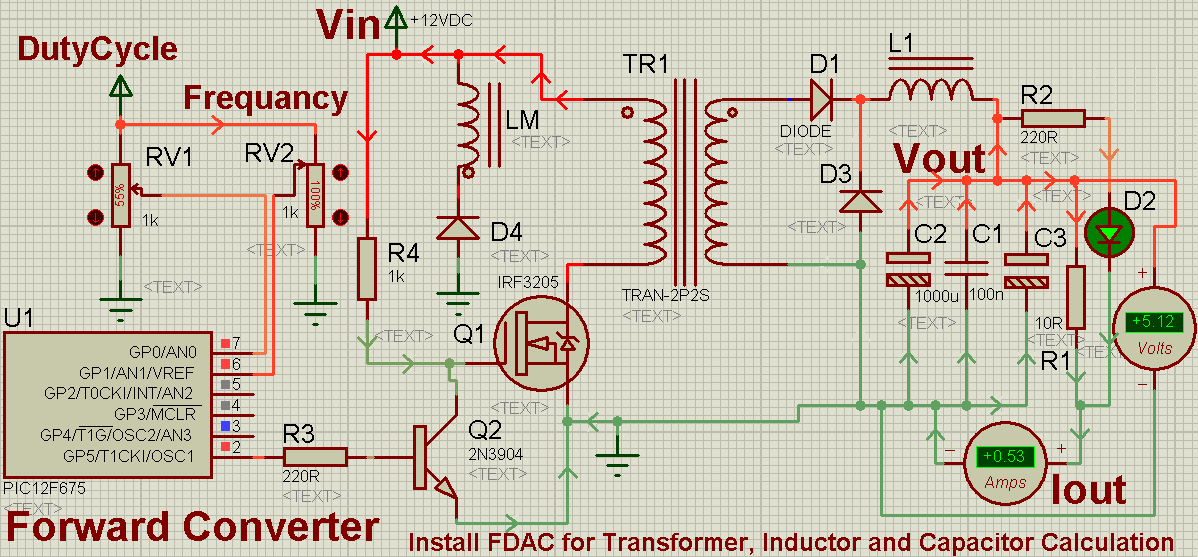 Vin
+12VDC
DutyCycle
Frequancy
RV1
55%
1k
<TEXT>
RV2
100%
1k
<TEXT>
LM
<TEXT>
TR1
TRAN-2P2S
<TEXT>
D1
DIODE
<TEXT>
L1
<TEXT>
R2
220R
<TEXT>
Vout
<TEXT>
<TEXT>
D3
<TEXT>
D2
<TEXT>
R4
1k
<TEXT>
D4
<TEXT>
IRF3205
Q1
<TEXT>
C2
1000u
<TEXT>
C1
100n
C3
<TEXT>
10R
R1
+
+5.12
Volts
−
U1
GP0/AN0
GP1/AN1/VREF
GP2/T0CKI/INT/AN2
GP3/MCLR
GP4/T1G/OSC2/AN3
GP5/T1CKI/OSC1
7
6
5
4
3
2
PIC12F675
<TEXT>
R3
220R
<TEXT>
Q2
2N3904
<TEXT>
−
+0.53
Amps
+
Iout
Forward Converter
Install FDAC for Transformer, Inductor and Capacitor Calculation